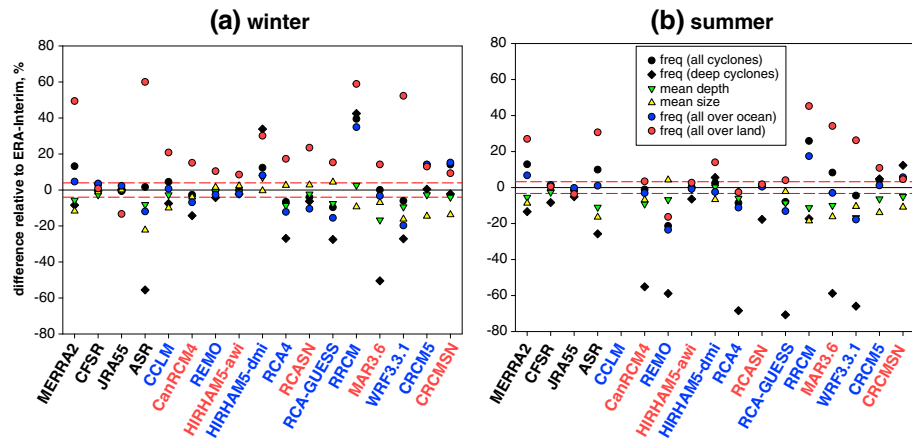 (a) winter
difference relative to ERA-Interim, %
80
60
40
20
0
-20
-40
-60
-80
MERRA2
CFSR
JRA55
ASR
CCLM
CanRCM4
REMO
HIRHAM5-awi
HIRHAM5-dmi
RCA4
RCASN
RCA-GUESS
RRCM
MAR3.6
WRF3.3.1
CRCM5
CRCMSN
(b) summer
80
60
40
20
0
-20
-40
-60
-80
freq (all cyclones)
freq (deep cyclones)
mean depth
mean size
freq (all over ocean)
freq (all over land)
MERRA2
CFSR
JRA55
ASR
CCLM
CanRCM4
REMO
HIRHAM5-awi
HIRHAM5-dmi
RCA4
RCASN
RCA-GUESS
RRCM
MAR3.6
WRF3.3.1
CRCM5
CRCMSN